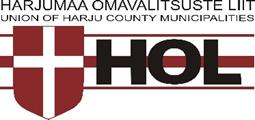 HARJUMAA OMAVALITSUSTE LIIT
UNION OF HARJU COUNTY MUNICIPALITIES
HOL